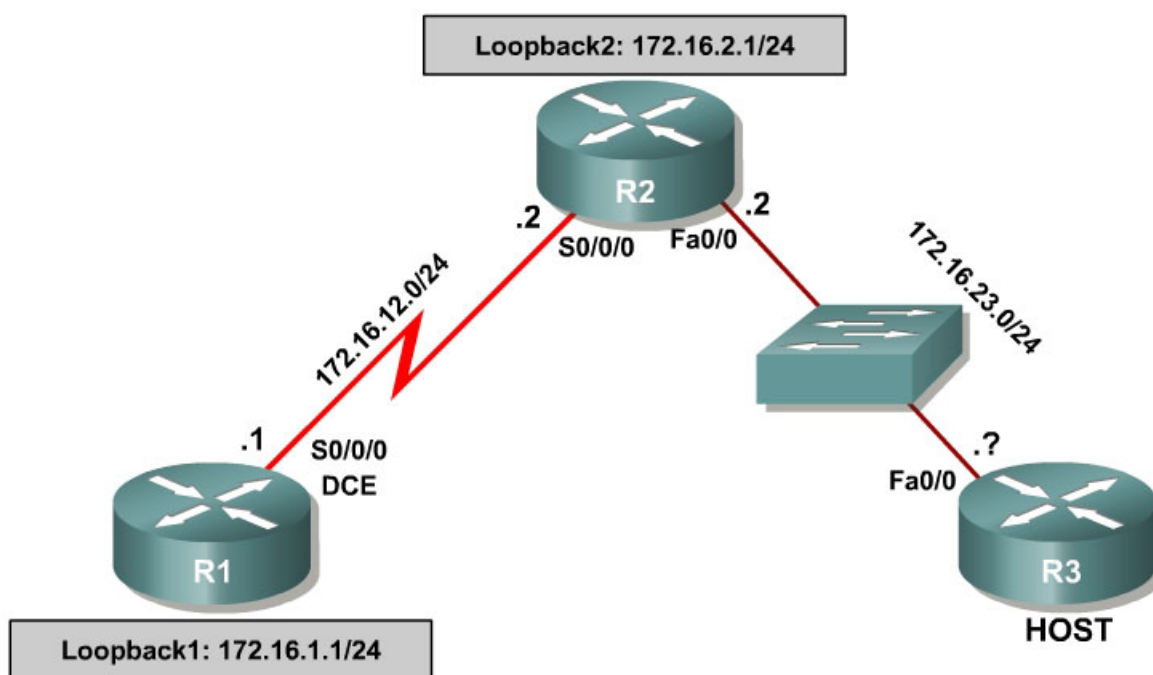 Loopback2: 172.16.2.1/24
R2
.2
.2
S0/0/0
Fa0/0
172.16.12.0/24
172.16.23.0/24
.1
S0/0/0
DCE
.?
Fa0/0
R1
R3
HOST
Loopback1: 172.16.1.1/24